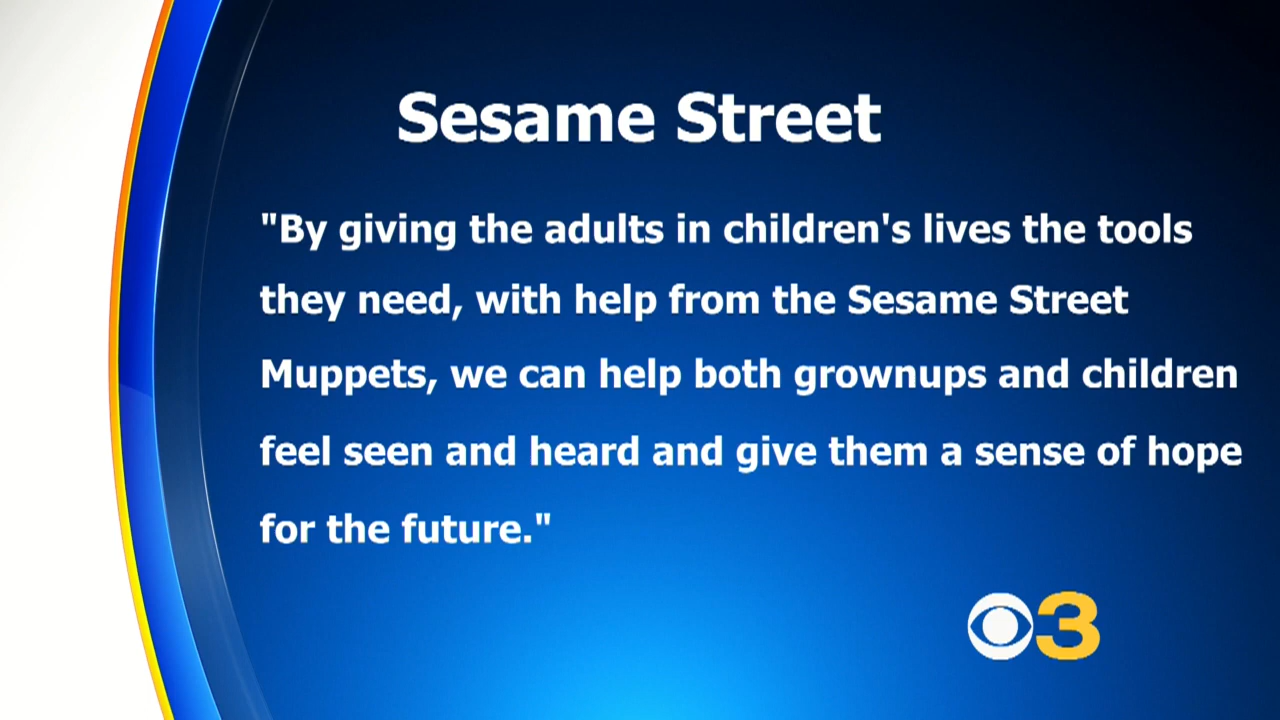 Sesame Street
"By giving the adults in children's lives the tools
they need, with help from the Sesame Street
Muppets, we can help both grownups and children
feel seen and heard and give them a sense of hope
for the future."
3